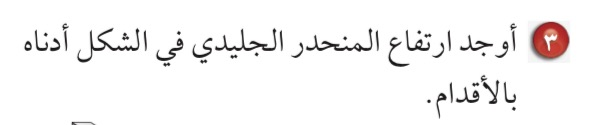 ٣ أوجد ارتفاع المنحدر الجليدي في الشكل أدناه
بالأقدام.